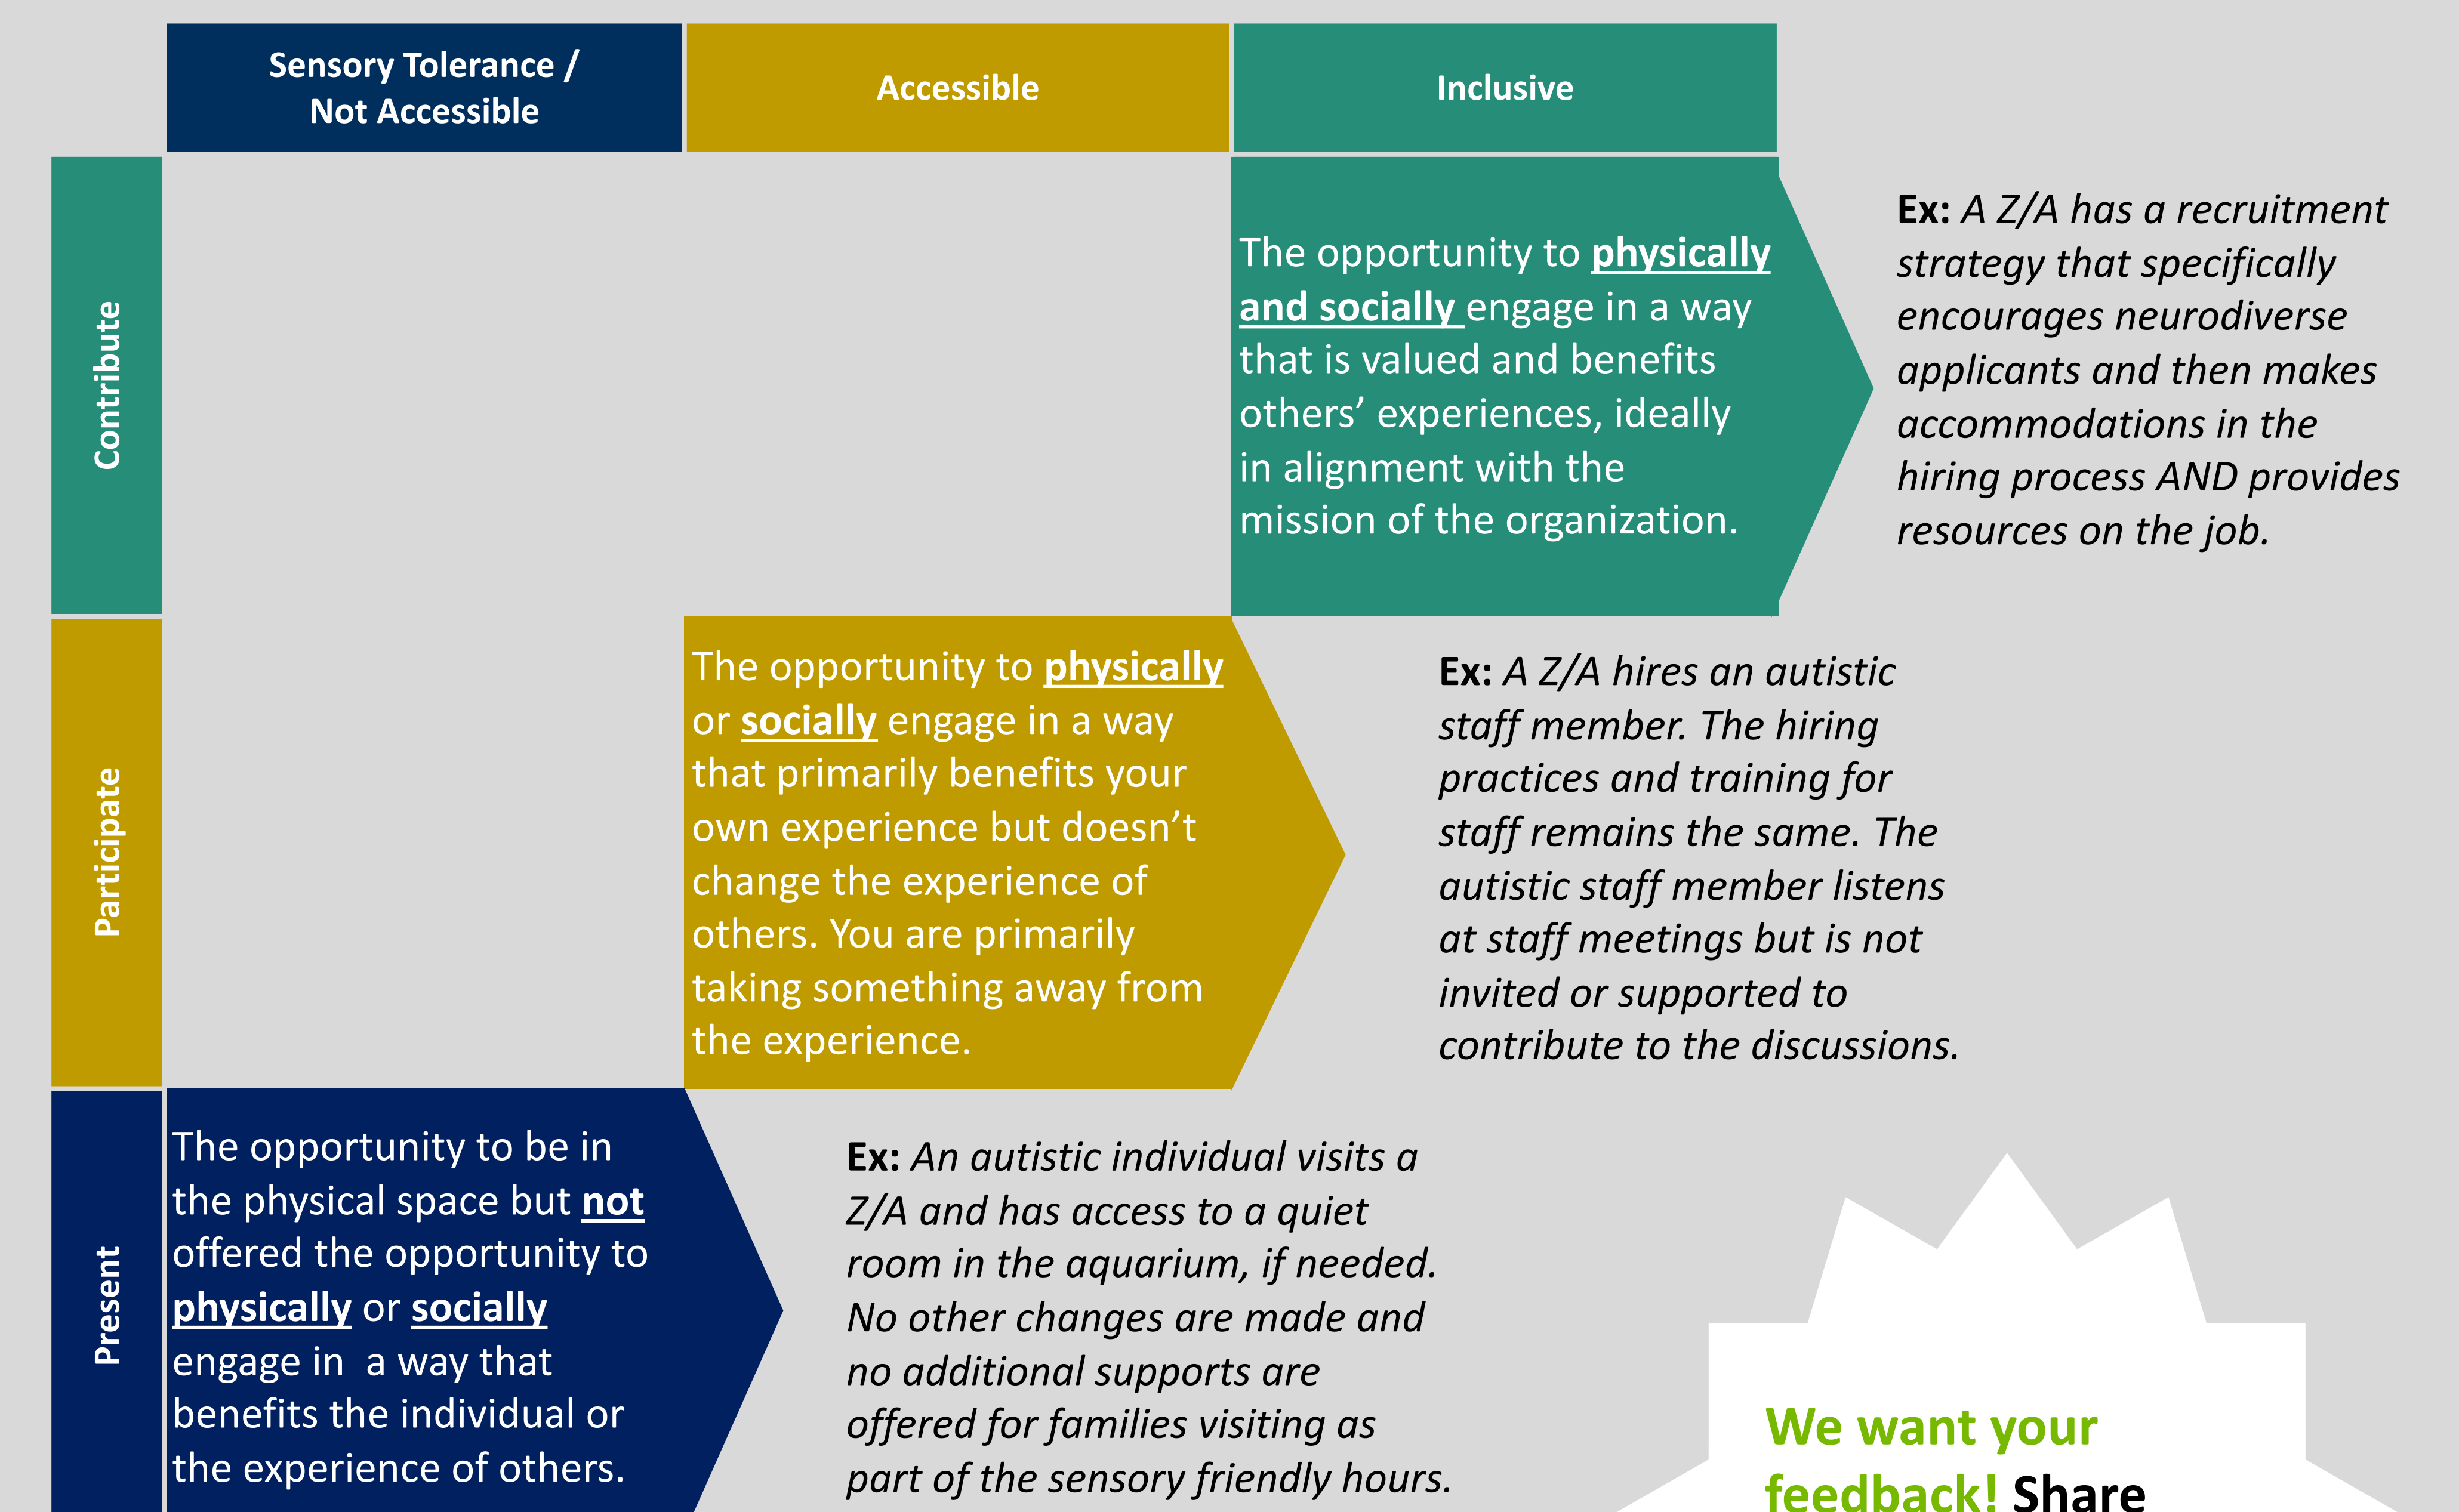 Sensory Tolerance /
Not Accessible
Accessible
Inclusive
Contribute
The opportunity to physically
and socially engage in a way
that is valued and benefits
others’ experiences, ideally
in alignment with the
mission of the organization.
Ex: A Z/A has a recruitment
strategy that specifically
encourages neurodiverse
applicants and then makes
accommodations in the
hiring process AND provides
resources on the job.
Participate
The opportunity to physically
or socially engage in a way
that primarily benefits your
own experience but doesn’t
change the experience of
others. You are primarily
taking something away from
the experience.
Ex: A Z/A hires an autistic
staff member. The hiring
practices and training for
staff remains the same. The
autistic staff member listens
at staff meetings but is not
invited or supported to
contribute to the discussions.
Present
The opportunity to be in
the physical space but not
offered the opportunity to
physically or socially
engage in  a way that
benefits the individual or
the experience of others.
Ex: An autistic individual visits a
Z/A and has access to a quiet
room in the aquarium, if needed.
No other changes are made and
no additional supports are
offered for families visiting as
part of the sensory friendly hours.
We want your
feedback! Share